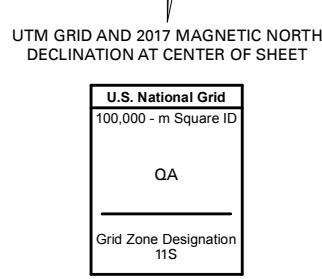 UTM GRID AND 2017 MAGNETIC NORTH
DECLINATION AT CENTER OF SHEET
U.S. National Grid
100,000 - m Square ID
QA
Grid Zone Designation
11S